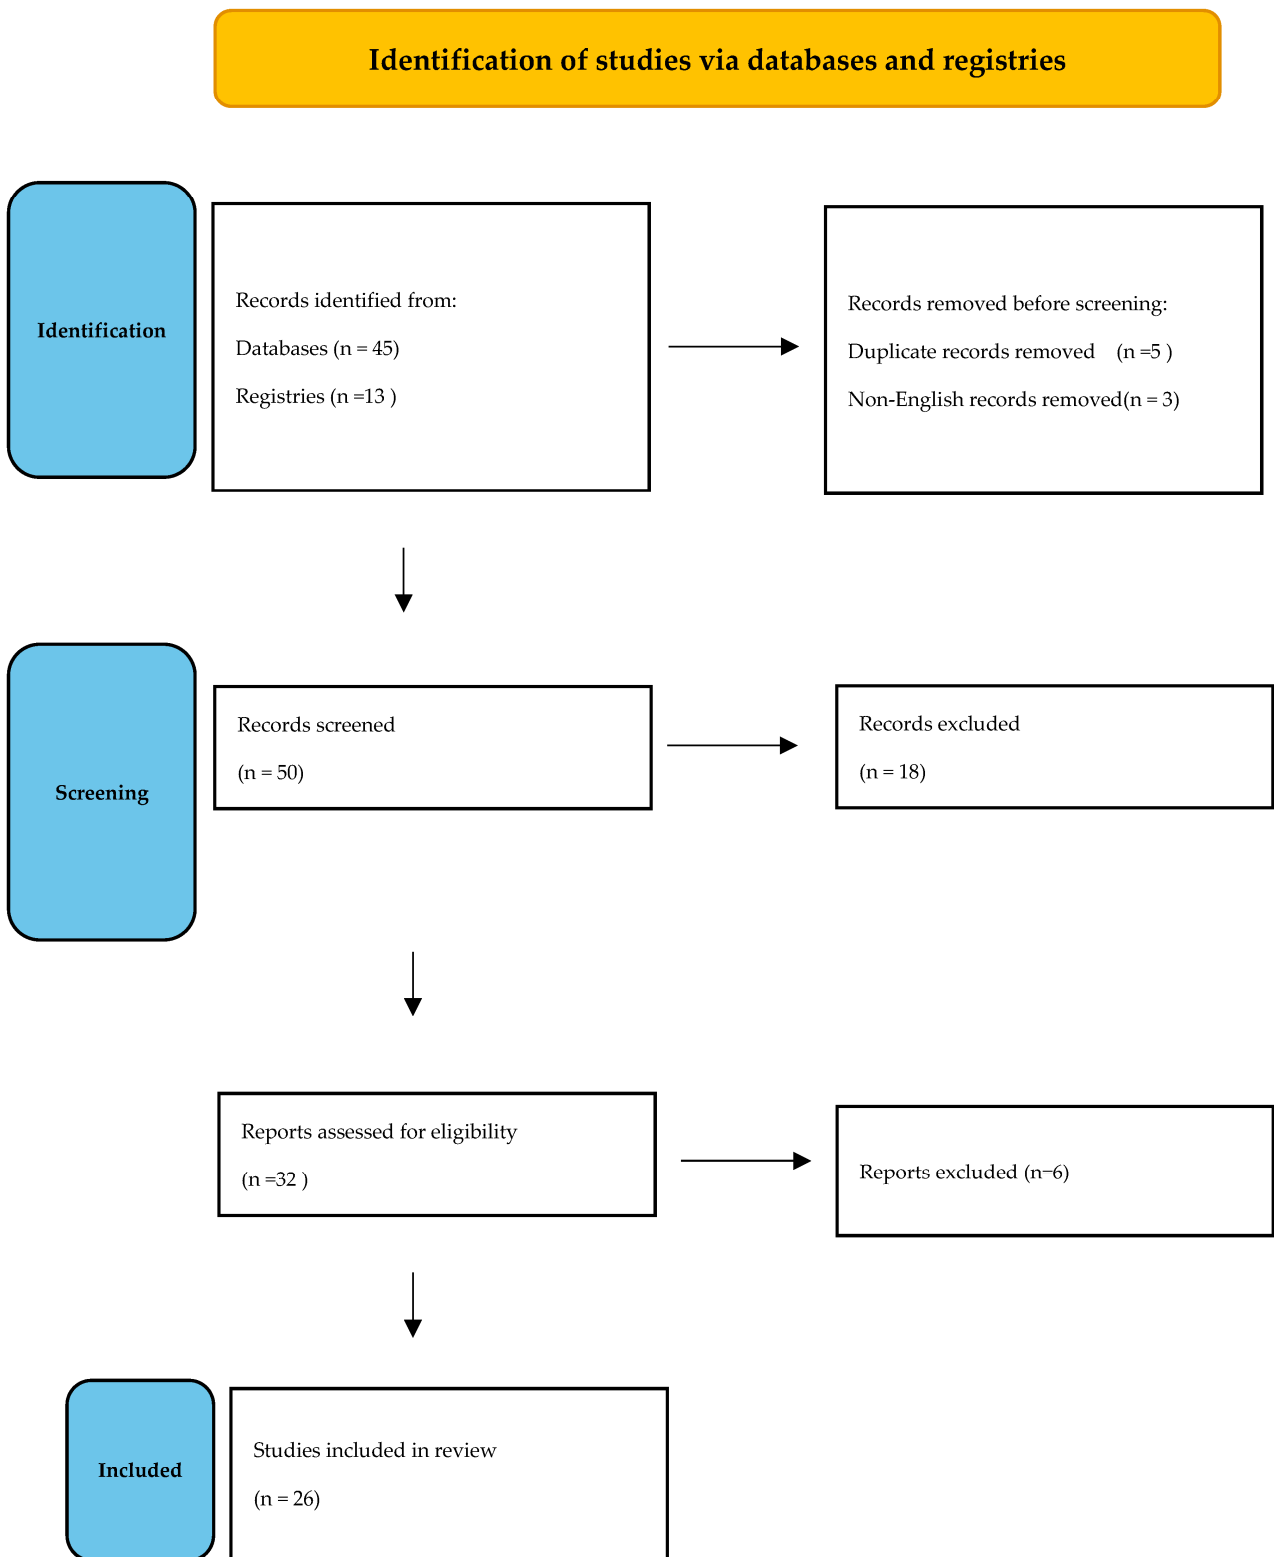 Identification of studies via databases and registries
Identification
Records identified from:
Databases (n = 45)
Registries (n =13 )
Records removed before screening:
Duplicate records removed (n =5 )
Non-English records removed(n = 3)
Screening
Records screened
(n = 50)
Records excluded
(n = 18)
Reports assessed for eligibility
(n =32 )
Reports excluded (n=6)
Included
Studies included in review
(n = 26)